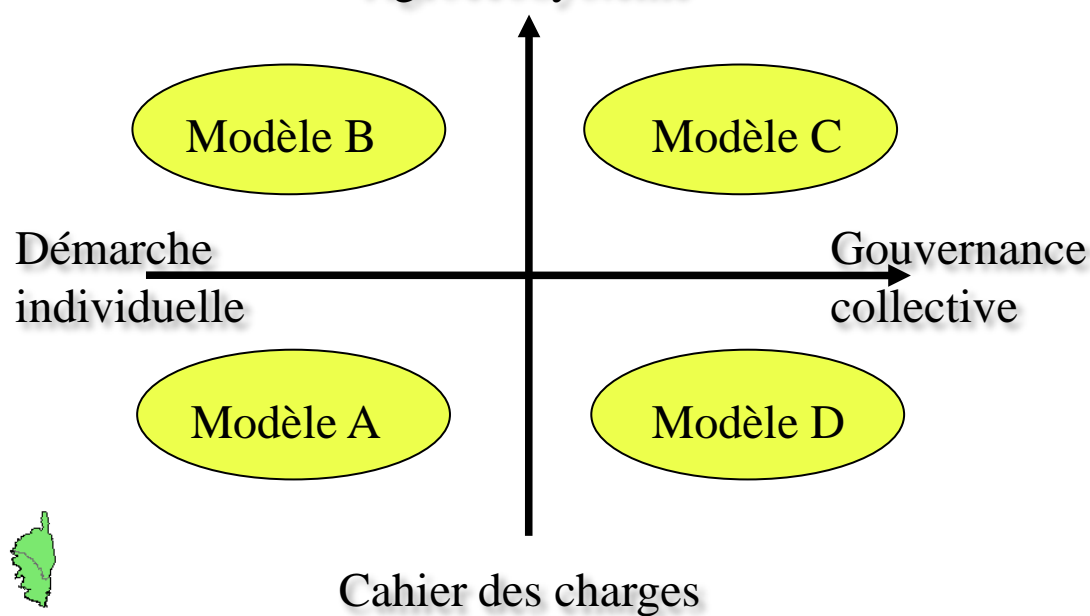 Modèle B
Modèle C
Démarche
individuelle
Gouvernance
collective
Modèle A
Modèle D
Cahier des charges